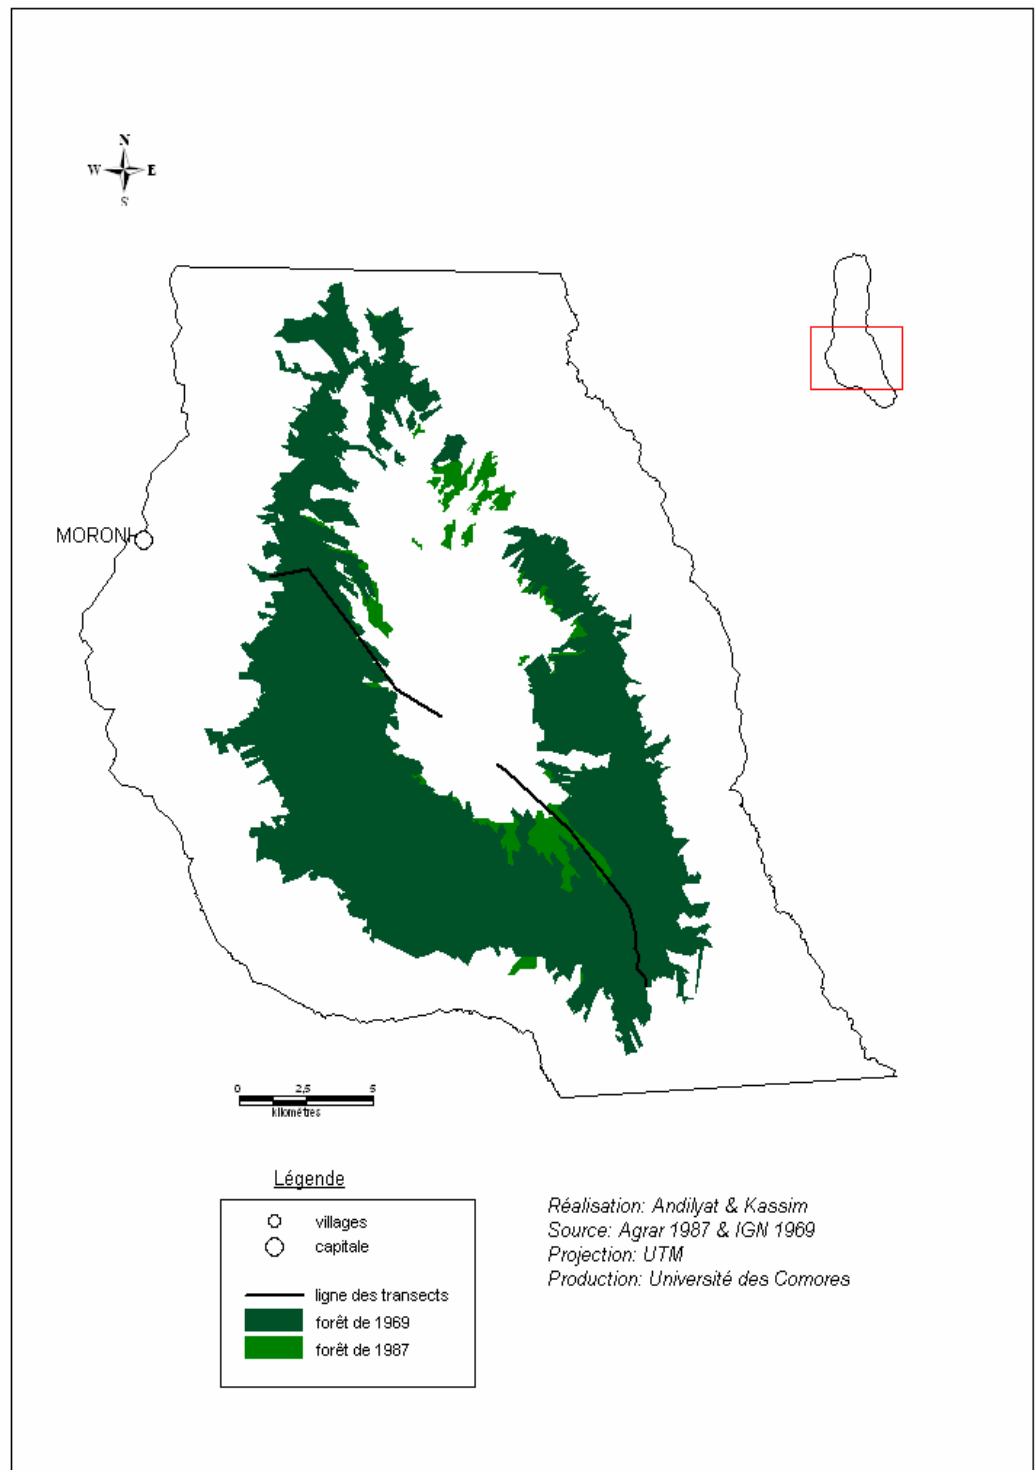 N
W E
S
MORONI
0 2,5 5
kilomètres
Légende
villages
capitale
ligne des transects
forêt de 1969
forêt de 1987
Réalisation: Andilyat & Kassim
Source: Agrar 1987 & IGN 1969
Projection: UTM
Production: Université des Comores